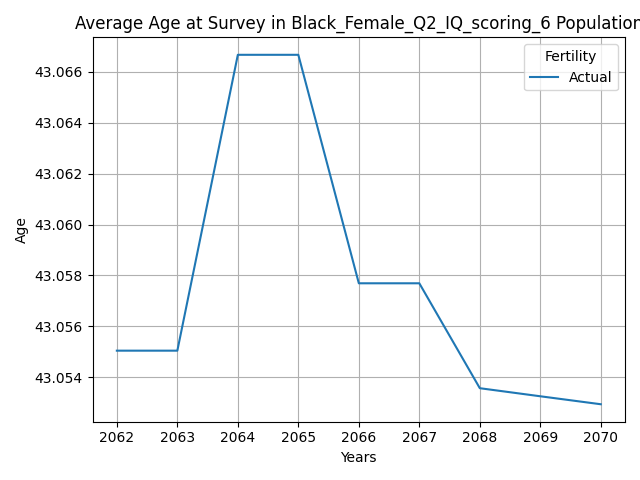 Average Age at Survey in Black_Female_Q2_IQ_scoring_6 Population
Fertility
Actual
43.066
43.064
43.062
43.060
43.058
43.056
43.054
Age
2062 2063 2064 2065 2066 2067 2068 2069 2070
Years